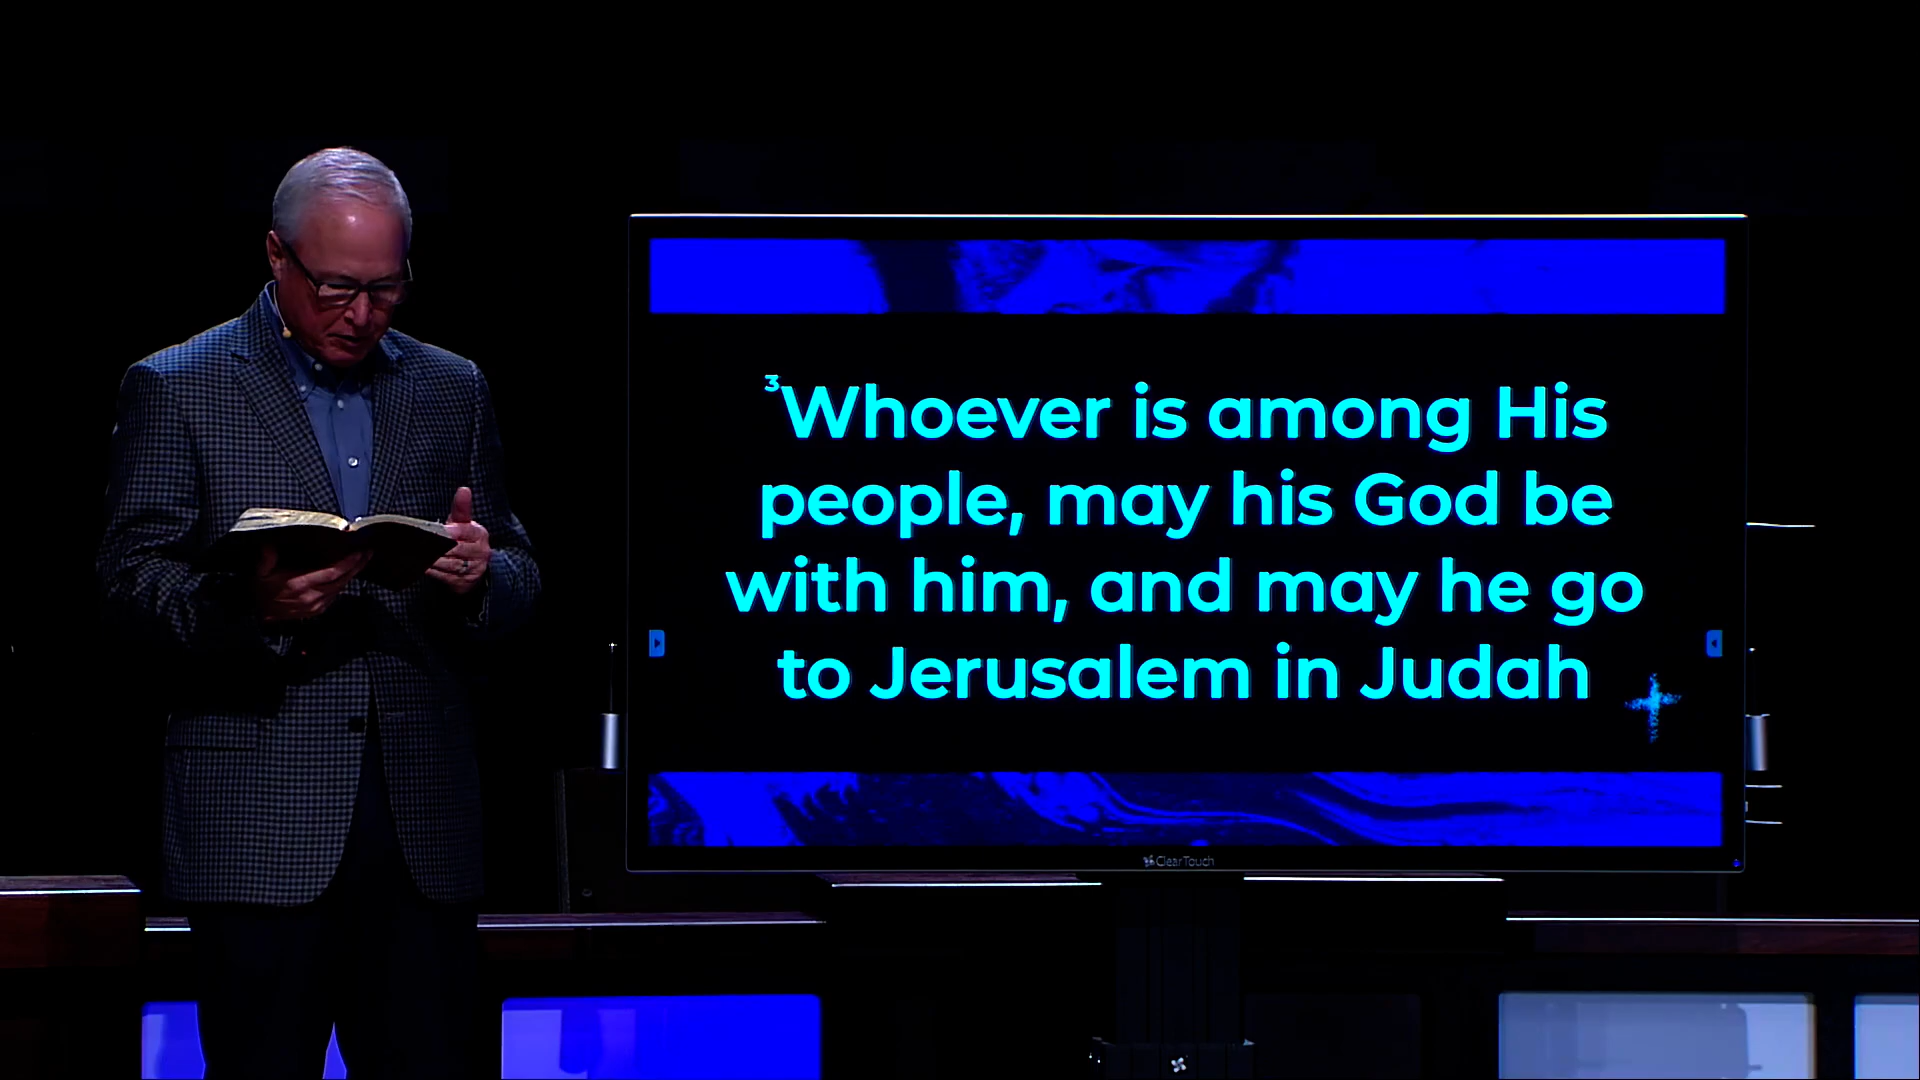 ³Whoever is among His
people, may his God be
with him, and may he go
to Jerusalem in Judah
ClearTouch